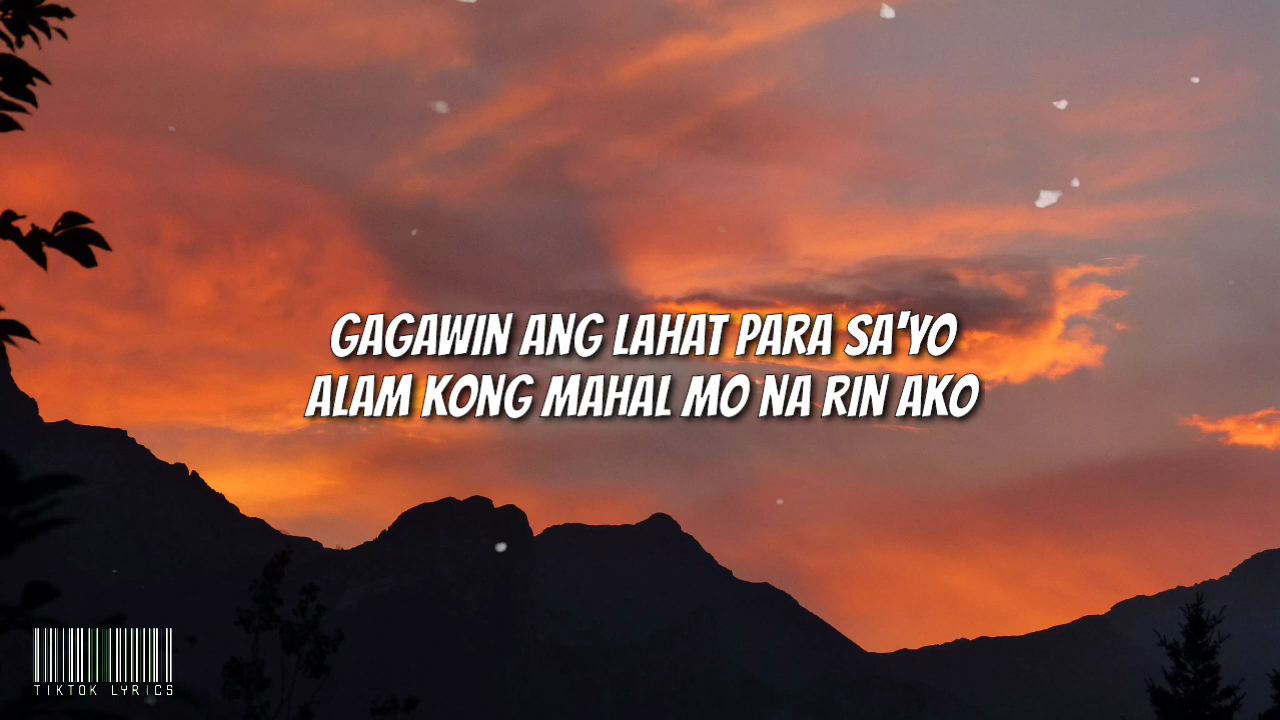 GAGAWIN ANG LAHAT PARA SA'YO
ALAM KONG MAHAL MO NA RIN AKO
TIKTOK LYRICS